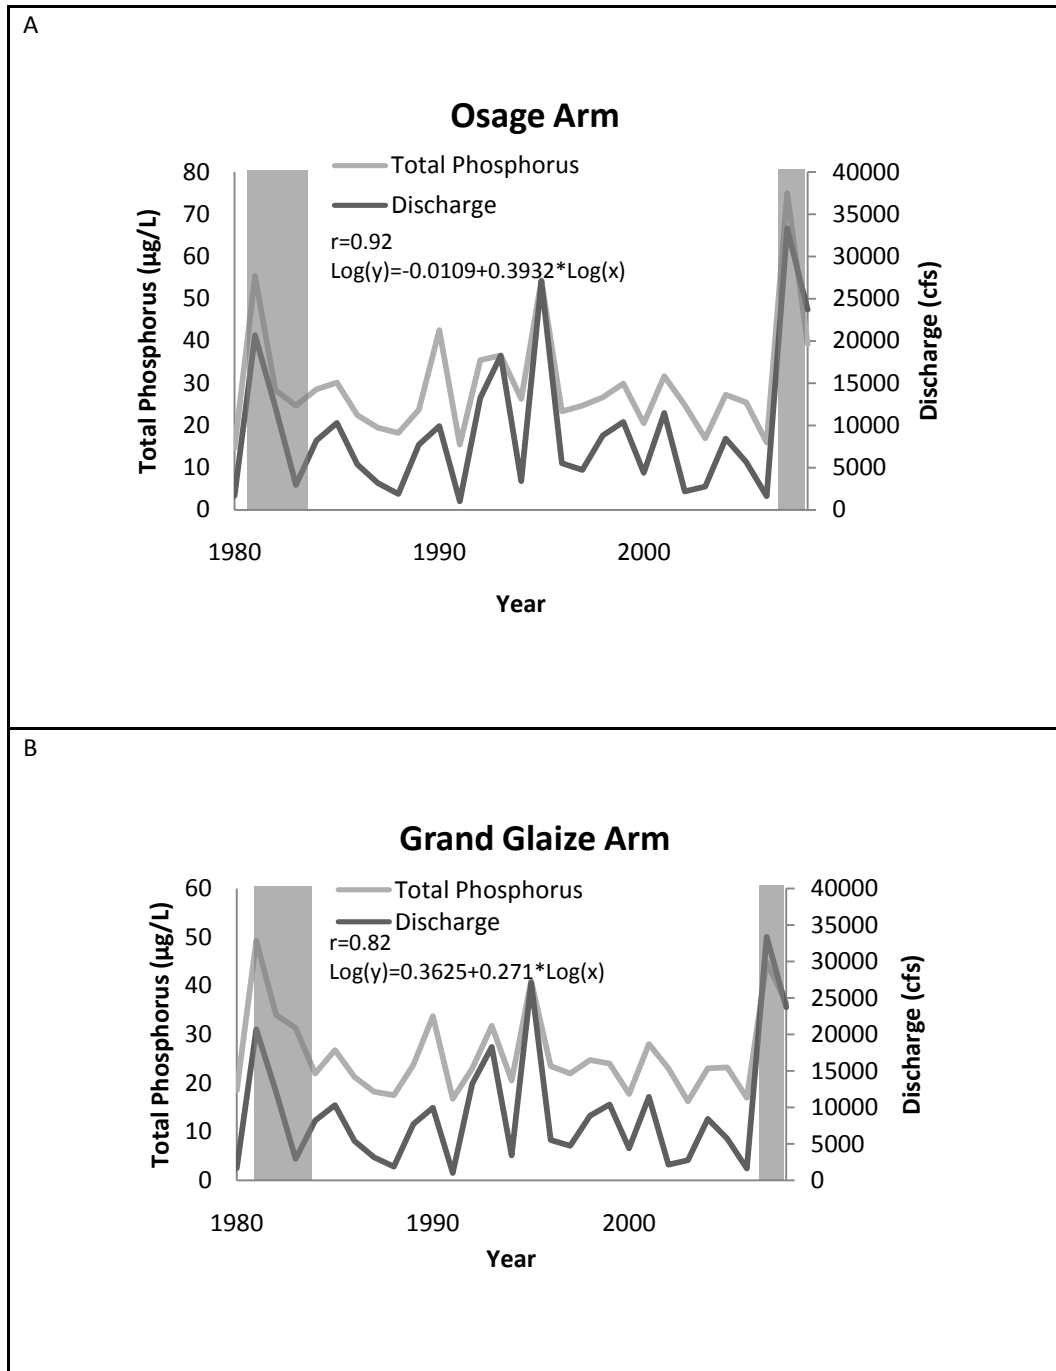 A
Osage Arm
Total Phosphorus
Discharge
r=0.92
Log(y)=-0.0109+0.3932*Log(x)
Total Phosphorus (µg/L)
80
70
60
50
40
30
20
10
0
40000
35000
30000
25000
20000
15000
10000
5000
0
Discharge (cfs)
1980 1990 2000
Year
B
Grand Glaize Arm
Total Phosphorus
Discharge
r=0.82
Log(y)=0.3625+0.271*Log(x)
Total Phosphorus (µg/L)
60
50
40
30
20
10
0
40000
35000
30000
25000
20000
15000
10000
5000
0
Discharge (cfs)
1980 1990 2000
Year